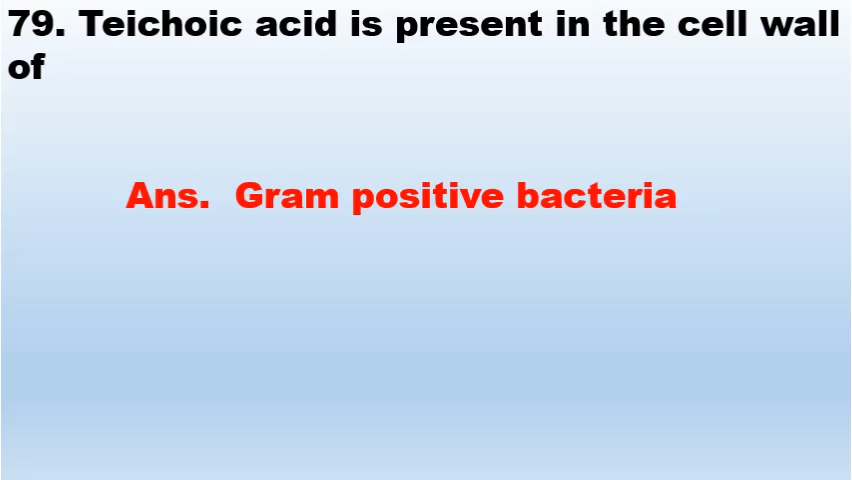 79. Teichoic acid is present in the cell wall
of
Ans. Gram positive bacteria